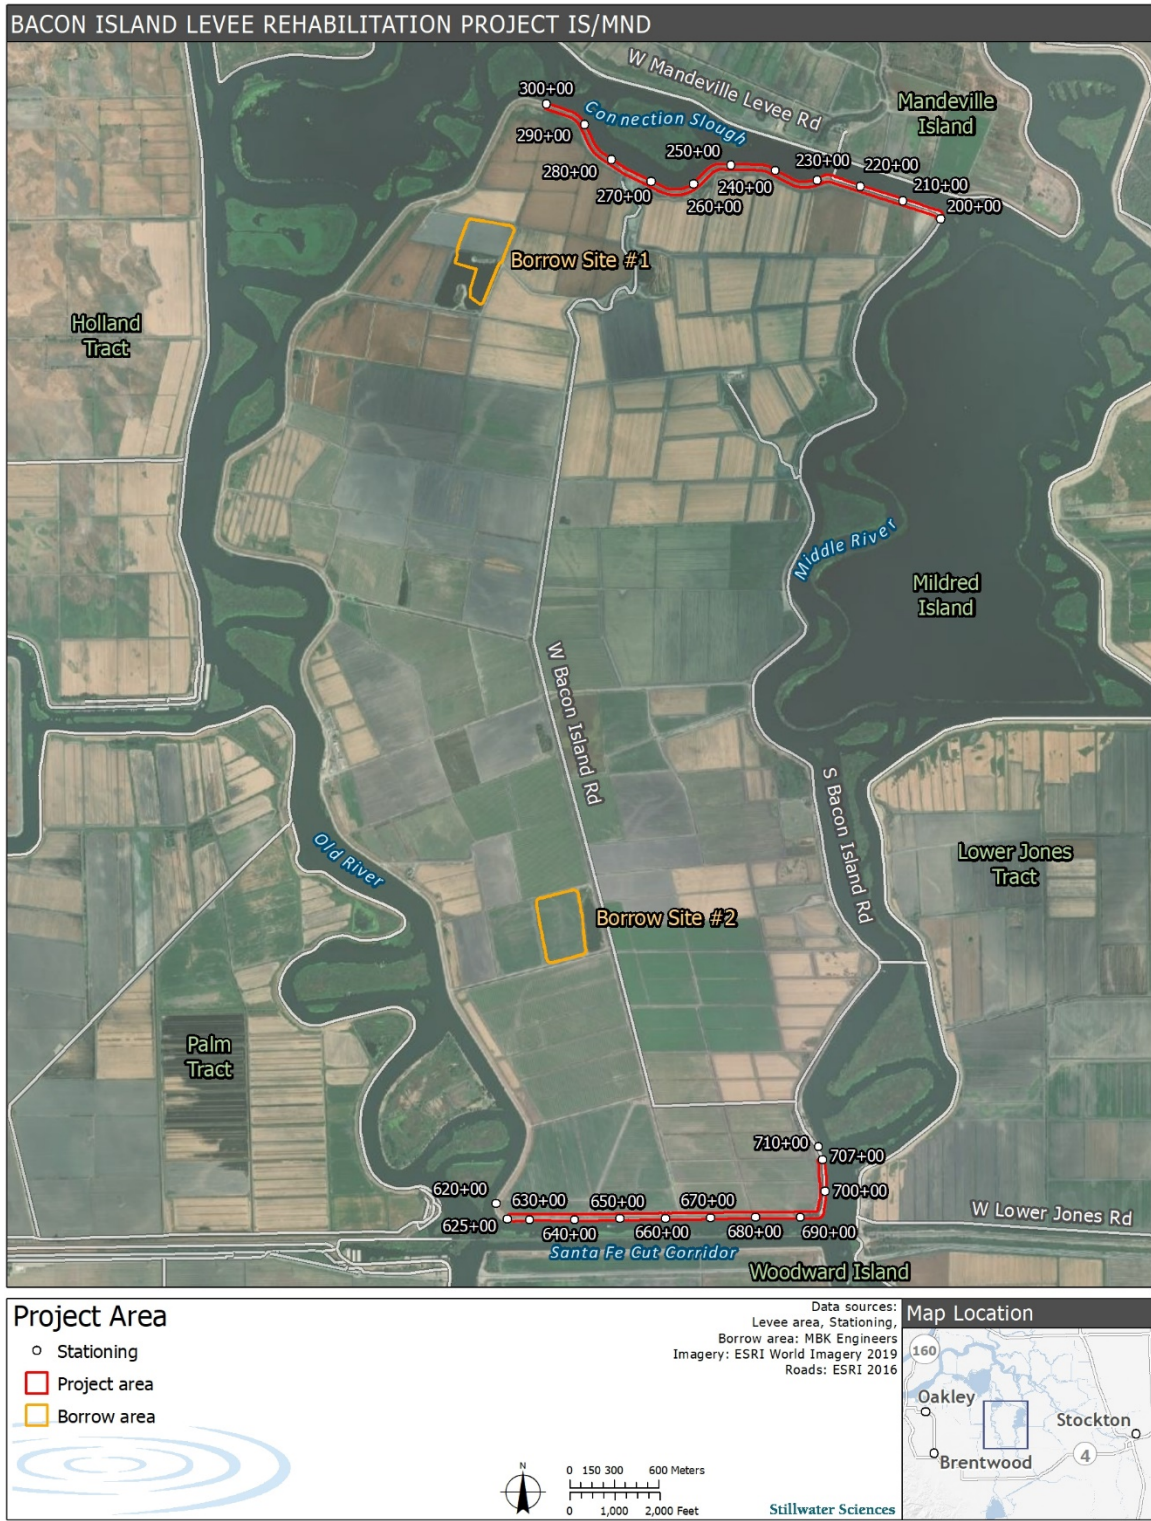 BACON ISLAND LEVEE REHABILITATION PROJECT IS/MND
W Mandeville Levee Rd
Mandeville
Island
300+00
Connection Slough
290+00
250+00
230+00
220+00
280+00
240+00
210+00
270+00
260+00
200+00
Borrow Site #1
Holland
Tract
Middle River
Mildred
Island
W Bacon Island Rd
S Bacon Island Rd
Old River
Lower Jones
Tract
Borrow Site #2
Palm
Tract
710+00
707+00
620+00
630+00
650+00
670+00
700+00
625+00
640+00
660+00
680+00
690+00
W Lower Jones Rd
Santa Fe Cut Corridor
Woodward Island
Project Area
Stationing
Project area
Borrow area
Data sources:
Levee area, Stationing,
Borrow area: MBK Engineers
Imagery: ESRI World Imagery 2019
Roads: ESRI 2016
N
0 150 300 600 Meters
0 1,000 2,000 Feet
Stillwater Sciences
Map Location
160
Oakley
Stockton
Brentwood
4